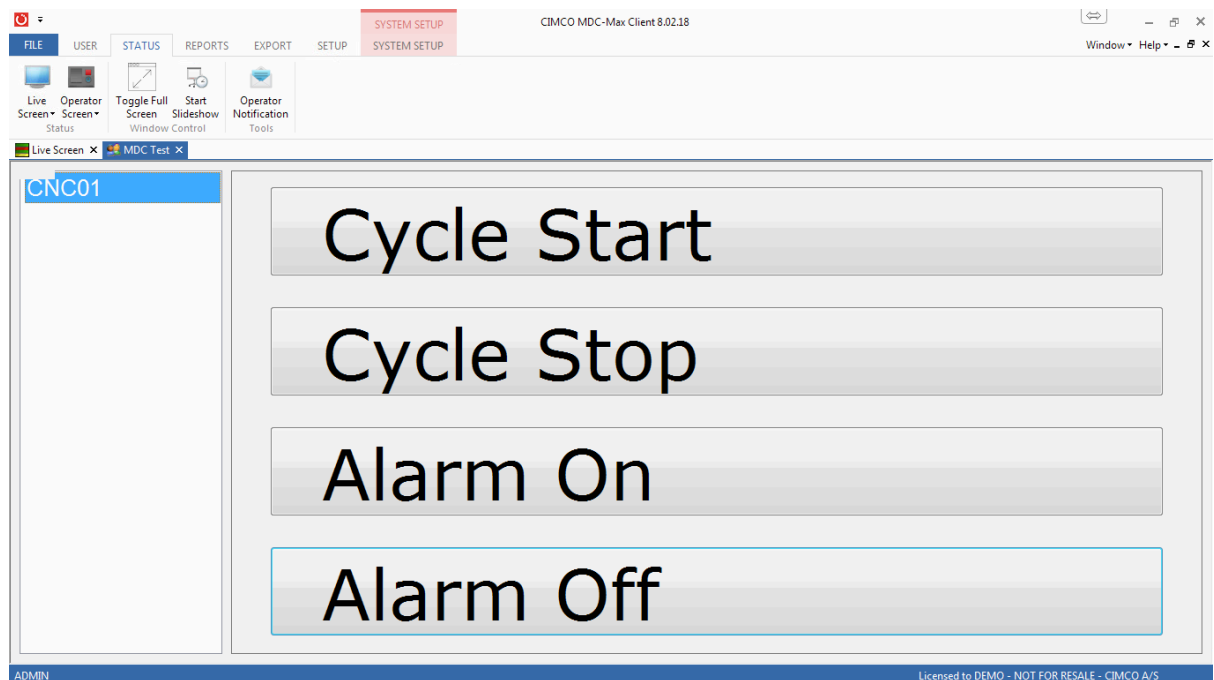 SYSTEM SETUP
CIMCO MDC-Max Client 8.02.18
FILE USER STATUS REPORTS EXPORT SETUP SYSTEM SETUP
Window Help
Live Screen
Operator Screen
Toggle Full Screen
Start Slideshow
Operator Notification
Status
Window Control
Tools
Live Screen MDC Test
CNC01
Cycle Start
Cycle Stop
Alarm On
Alarm Off
ADMIN
Licensed to DEMO - NOT FOR RESALE - CIMCO A/S